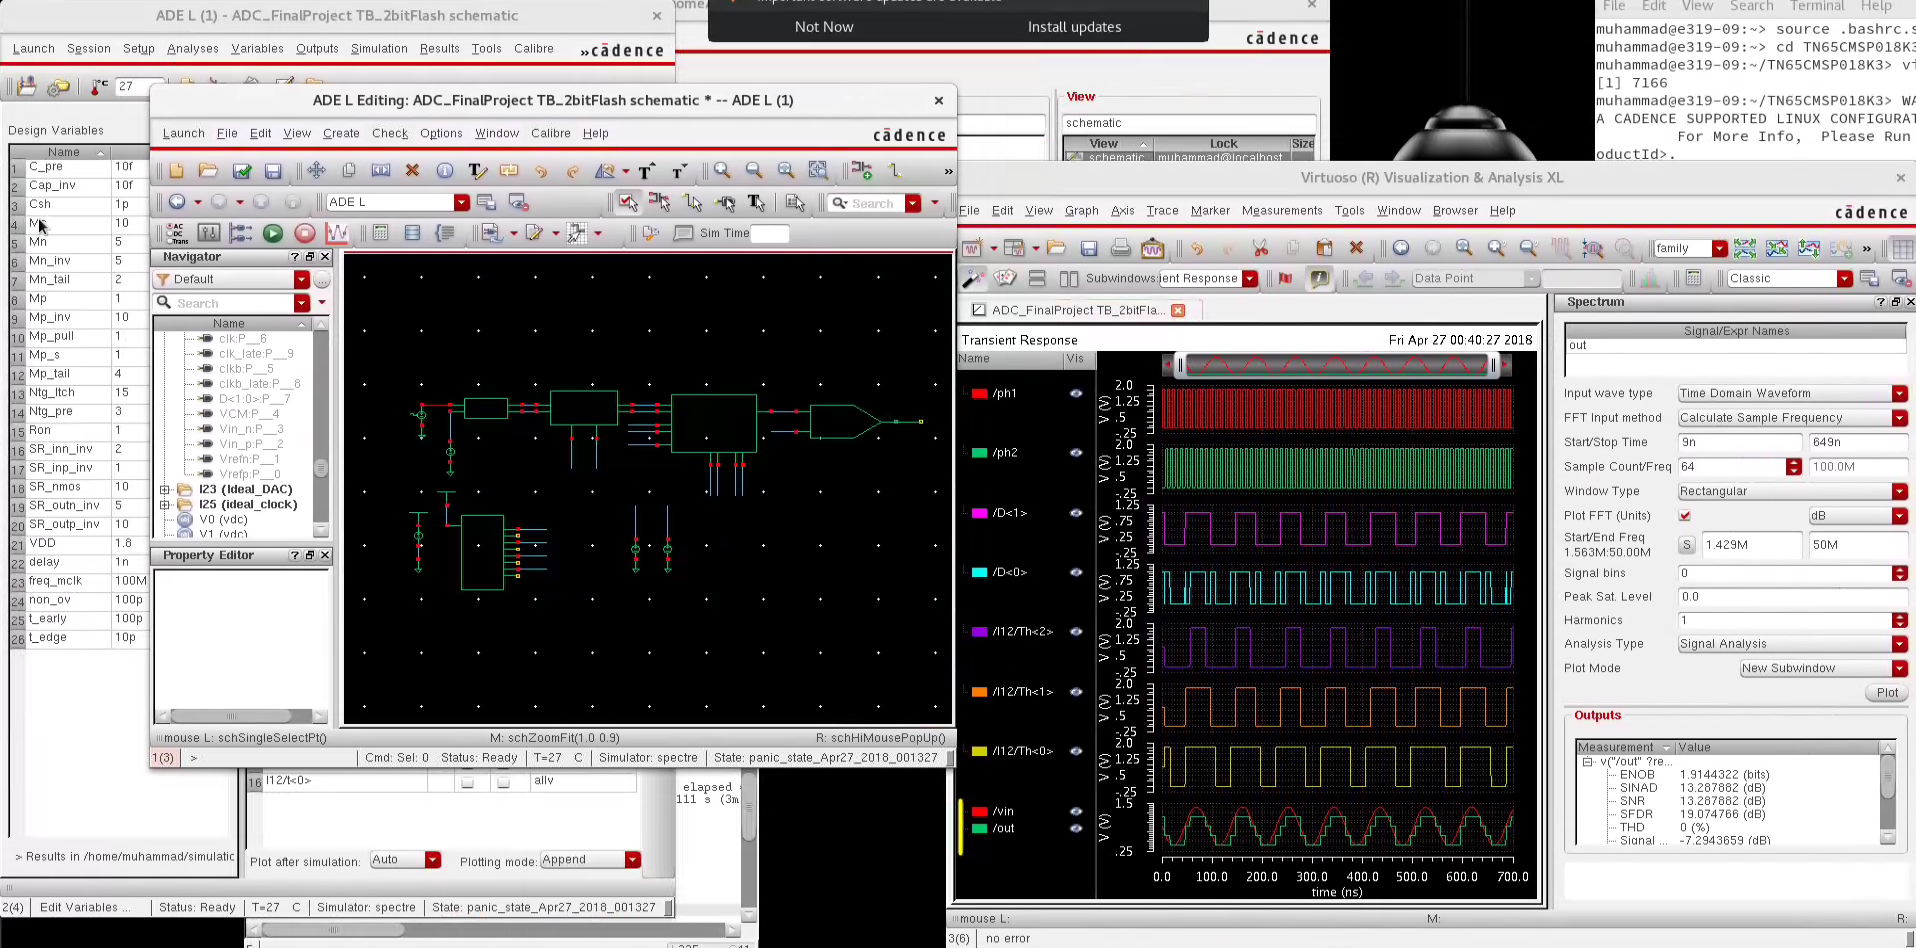 ADE L (1) - ADC_FinalProject TB_2bitFlash schematic
Launch Session Setup Analyses Variables Outputs Simulation Results Tools Calibre » cādence
27
Design Variables
Name
1 C_pre 10f
2 Cap_inv 10f
3 Csh 1p
4 10
5 Mn 5
6 Mn_inv 5
7 Mn_tail 2
8 Mp 1
9 Mp_inv 10
10 Mp_pull 1
11 Mp_s 1
12 Mp_tail 4
13 Ntg_ltch 15
14 Ntg_pre 3
15 Ron 1
16 SR_inn_inv 2
17 SR_inp_inv 1
18 SR_nmos 10
19 SR_outn_inv 5
20 SR_outp_inv 10
21 VDD 1.8
22 delay 1n
23 freq_mclk 100M
24 non_ov 100p
25 t_early 100p
26 t_edge 10p
> Results in /home/muhammad/simulatic
2(4) Edit Variables ... Status: Ready T=27 C Simulator: spectre State: panic_state_Apr27_2018_001327
16 I12/t<0> allv
Plot after simulation: Auto Plotting mode: Append
elapsed
111 s (3m
Not Now Install updates
cādence
View
schematic
View Lock Size
schematic muhammad@localhost
File Edit View Search Terminal Help
muhammad@e319-09:~> source .bashrc.s
muhammad@e319-09:~> cd TN65CMSP018K3
muhammad@e319-09:~/TN65CMSP018K3> vi
[1] 7166
muhammad@e319-09:~/TN65CMSP018K3> WA
A CADENCE SUPPORTED LINUX CONFIGURAT
For More Info, Please Run
oductId>.
ADE L Editing: ADC_FinalProject TB_2bitFlash schematic * -- ADE L (1)
Launch File Edit View Create Check Options Window Calibre Help cādence
ADE L Search
Sim Time
Navigator
Default
Search
Name
clk:P__6
clk_late:P__9
clkb:P__5
clkb_late:P__8
D<1:0>:P__7
VCM:P__4
Vin_n:P__3
Vin_p:P__2
Vrefn:P__1
Vrefp:P__0
I23 (Ideal_DAC)
I25 (ideal_clock)
V0 (vdc)
V1 (vdc)
Property Editor
mouse L: schSingleSelectPt() M: schZoomFit(1.0 0.9) R: schHiMousePopUp()
1(3) > Cmd: Sel: 0 Status: Ready T=27 C Simulator: spectre State: panic_state_Apr27_2018_001327
Virtuoso (R) Visualization & Analysis XL
File Edit View Graph Axis Trace Marker Measurements Tools Window Browser Help cādence
family »
Subwindows: ient Response Data Point Classic
ADC_FinalProject TB_2bitFla...
Transient Response Fri Apr 27 00:40:27 2018
Name Vis
/ph1
2.0
1.25
.5
-.25
V (V)
/ph2
2.0
1.25
.5
-.25
V (V)
/D<1>
1.25
.75
.25
-.25
V (V)
/D<0>
1.25
.75
.25
-.25
V (V)
/I12/Th<2>
2.0
1.25
.5
-.25
V (V)
/I12/Th<1>
2.0
1.25
.5
-.25
V (V)
/I12/Th<0>
2.0
1.25
.5
-.25
V (V)
/vin
/out
1.5
.25
V (V)
0.0 100.0 200.0 300.0 400.0 500.0 600.0 700.0
time (ns)
Spectrum
Signal/Expr Names
out
Input wave type Time Domain Waveform
FFT Input method Calculate Sample Frequency
Start/Stop Time 9n 649n
Sample Count/Freq 64 100.0M
Window Type Rectangular
Plot FFT (Units) dB
Start/End Freq
1.563M:50.00M S 1.429M 50M
Signal bins 0
Peak Sat. Level 0.0
Harmonics 1
Analysis Type Signal Analysis
Plot Mode New Subwindow
Plot
Outputs
Measurement Value
v("/out" ?re...
ENOB 1.9144322 (bits)
SINAD 13.287882 (dB)
SNR 13.287882 (dB)
SFDR 19.074766 (dB)
THD 0 (%)
Signal ... -7.2943659 (dB)
mouse L: M: R:
3(6) no error